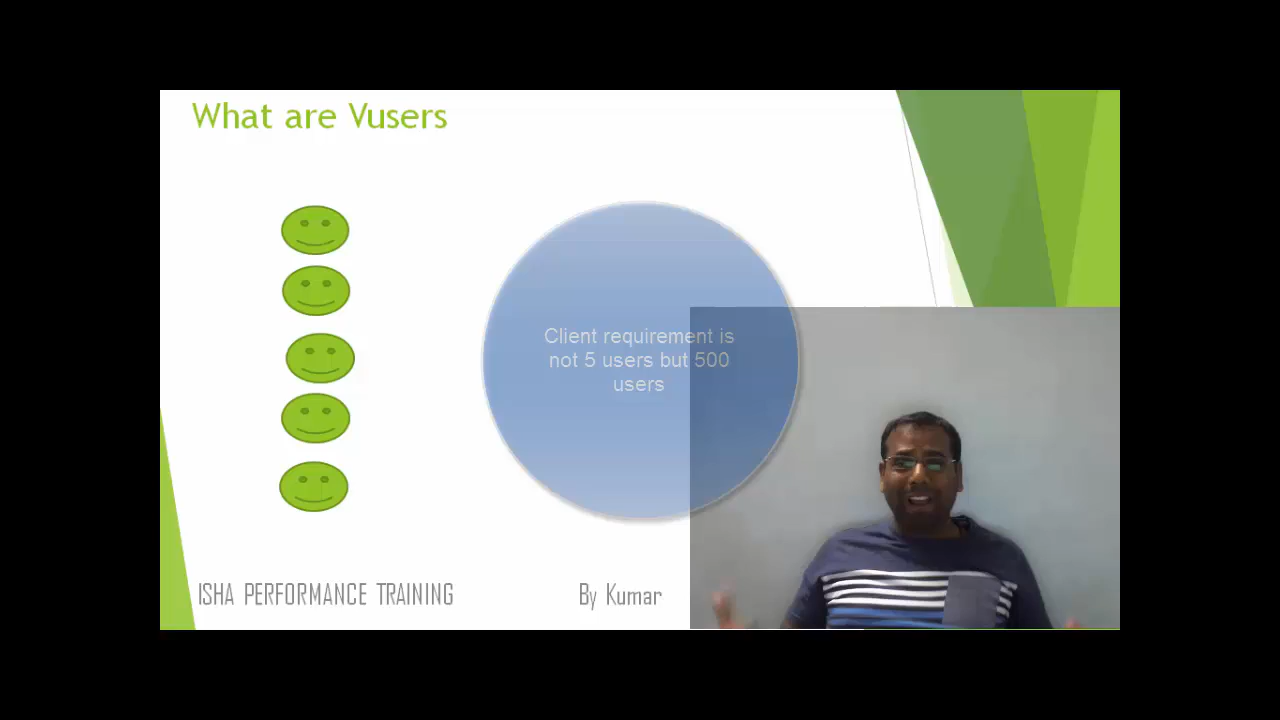 What are Vusers
Client requirement is
not 5 users but 500
users
ISHA PERFORMANCE TRAINING
By Kumar